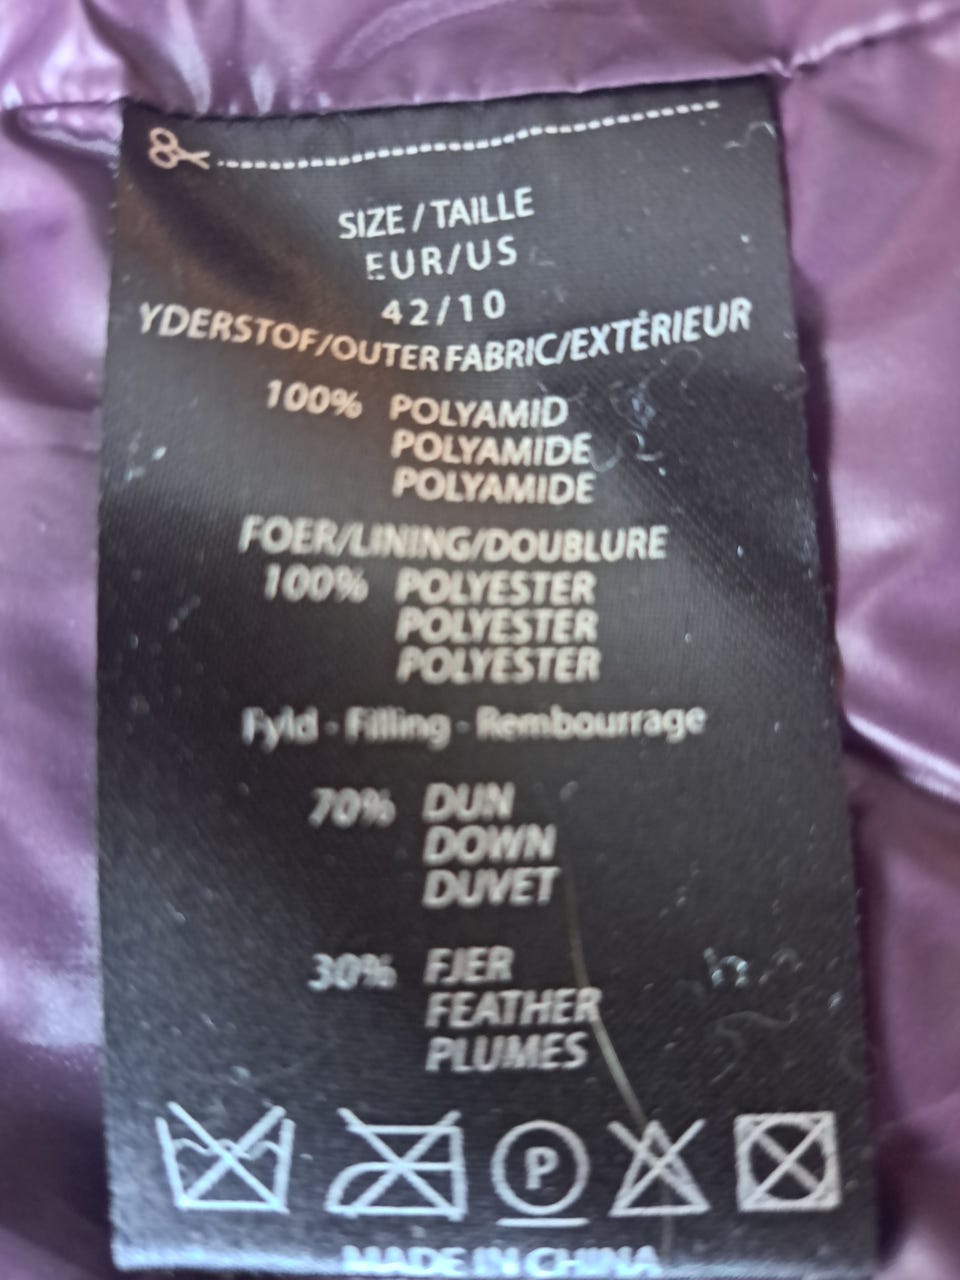 SIZE / TAILLE
EUR/US
42/10
YDERSTOF/OUTER FABRIC/EXTÉRIEUR
100% POLYAMID
POLYAMIDE
POLYAMIDE
FOER/LINING/DOUBLURE
100% POLYESTER
POLYESTER
POLYESTER
Fyld - Filling - Rembourrage
70% DUN
DOWN
DUVET
30% FJER
FEATHER
PLUMES
P
MADE IN CHINA